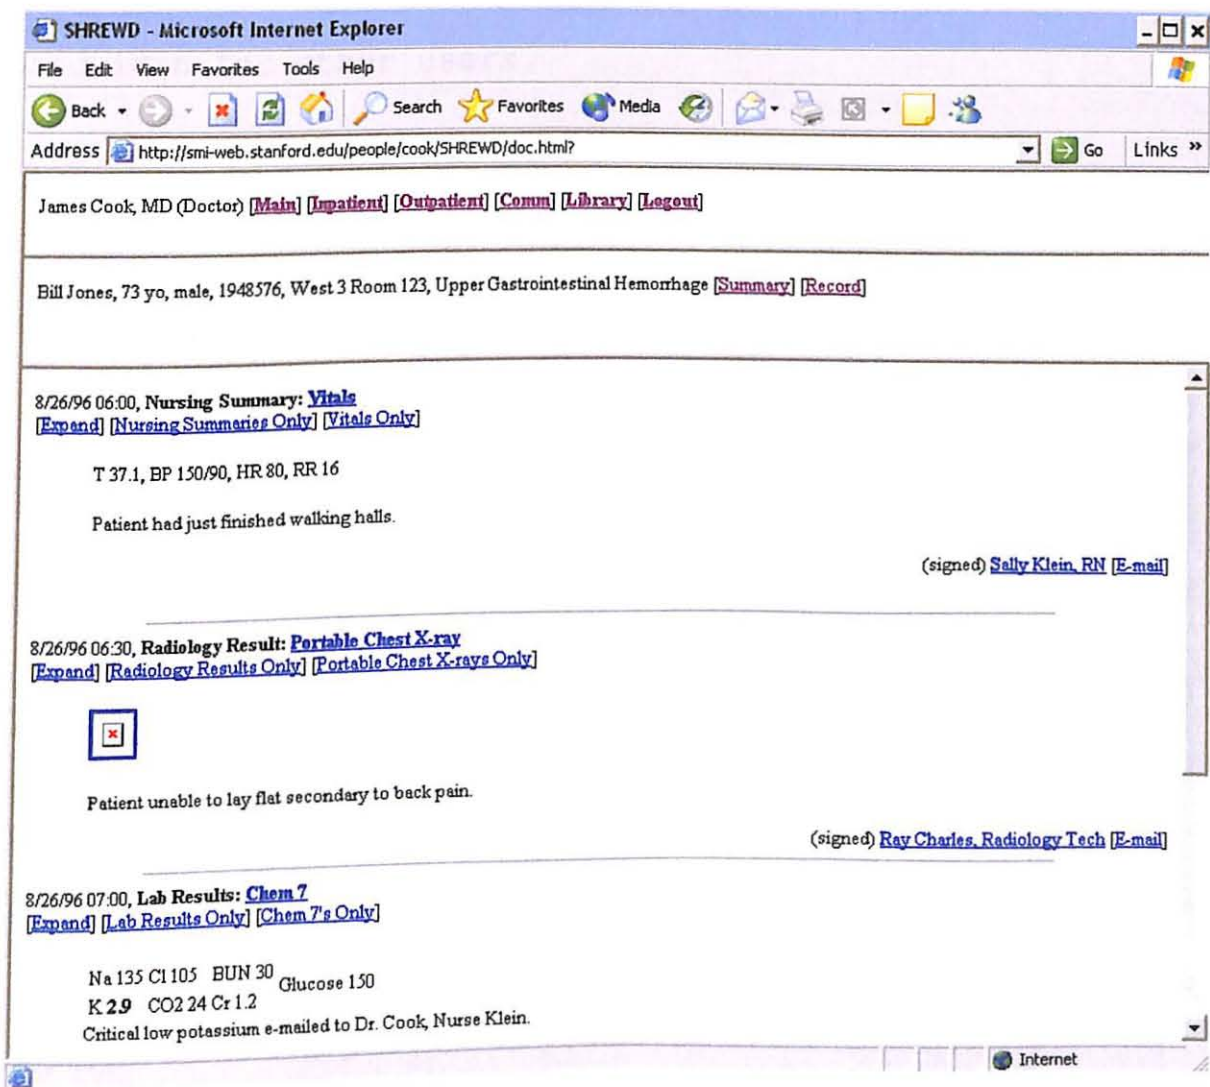 SHREWD - Microsoft Internet Explorer
File Edit View Favorites Tools Help
Back Search Favorites Media
Address http://smi-web.stanford.edu/people/cook/SHREWD/doc.html? Go Links »
James Cook, MD (Doctor) [Main] [Inpatient] [Outpatient] [Comm] [Library] [Logout]
Bill Jones, 73 yo, male, 1948576, West 3 Room 123, Upper Gastrointestinal Hemorrhage [Summary] [Record]
8/26/96 06:00, Nursing Summary: Vitals
[Expand] [Nursing Summaries Only] [Vitals Only]
T 37.1, BP 150/90, HR 80, RR 16
Patient had just finished walking halls.
(signed) Sally Klein, RN [E-mail]
8/26/96 06:30, Radiology Result: Portable Chest X-ray
[Expand] [Radiology Results Only] [Portable Chest X-rays Only]
Patient unable to lay flat secondary to back pain.
(signed) Ray Charles, Radiology Tech [E-mail]
8/26/96 07:00, Lab Results: Chem 7
[Expand] [Lab Results Only] [Chem 7's Only]
Na 135 Cl 105 BUN 30 Glucose 150
K 2.9 CO2 24 Cr 1.2
Critical low potassium e-mailed to Dr. Cook, Nurse Klein.
Internet